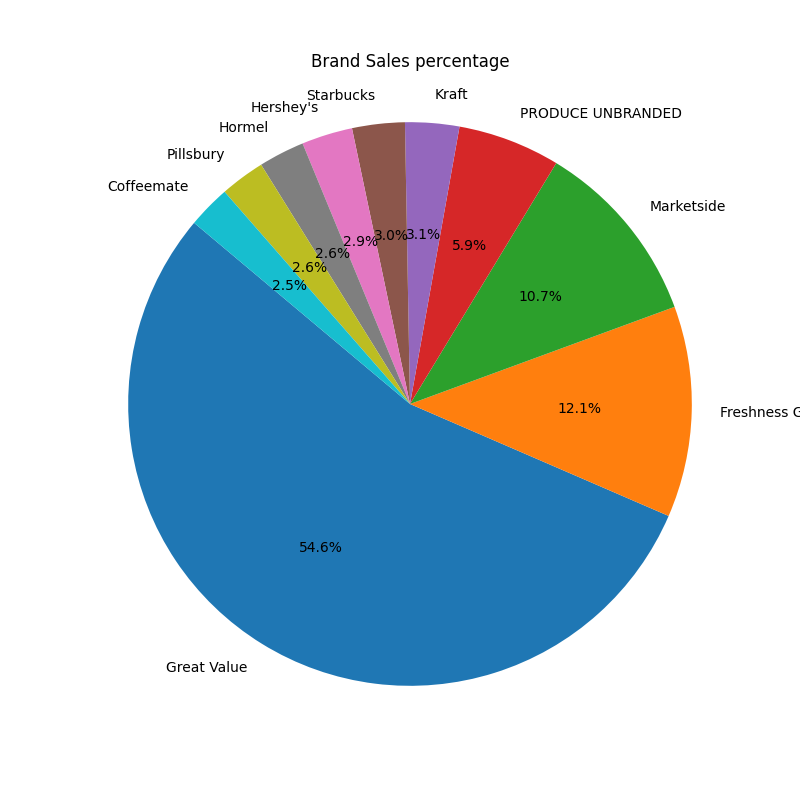 Brand Sales percentage
Starbucks
Kraft
Hershey's
PRODUCE UNBRANDED
Hormel
Pillsbury
Coffeemate
Marketside
3.0%
3.1%
2.9%
5.9%
2.6%
2.6%
2.5%
10.7%
12.1%
Freshness G
54.6%
Great Value